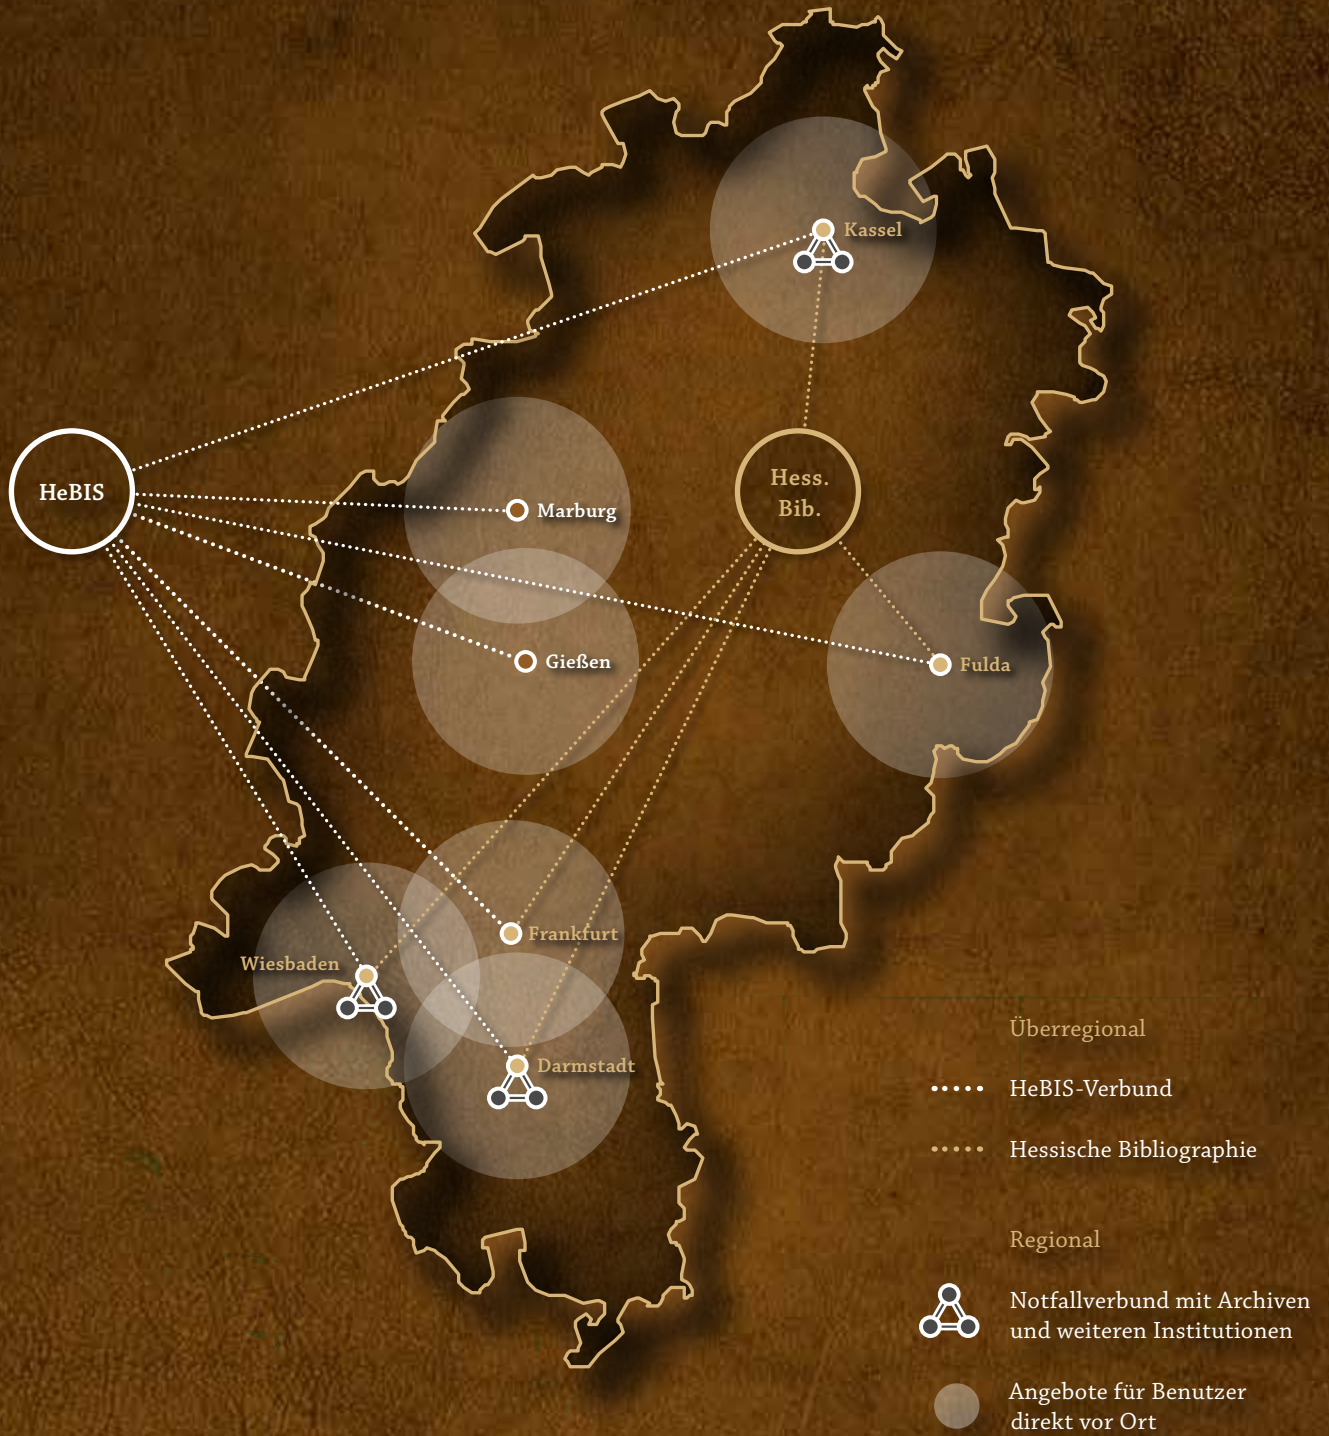 Kassel
HeBIS
Hess.
Bib.
Marburg
Gießen
Fulda
Frankfurt
Wiesbaden
Darmstadt
Überregional
HeBIS-Verbund
Hessische Bibliographie
Regional
Notfallverbund mit Archiven
und weiteren Institutionen
Angebote für Benutzer
direkt vor Ort